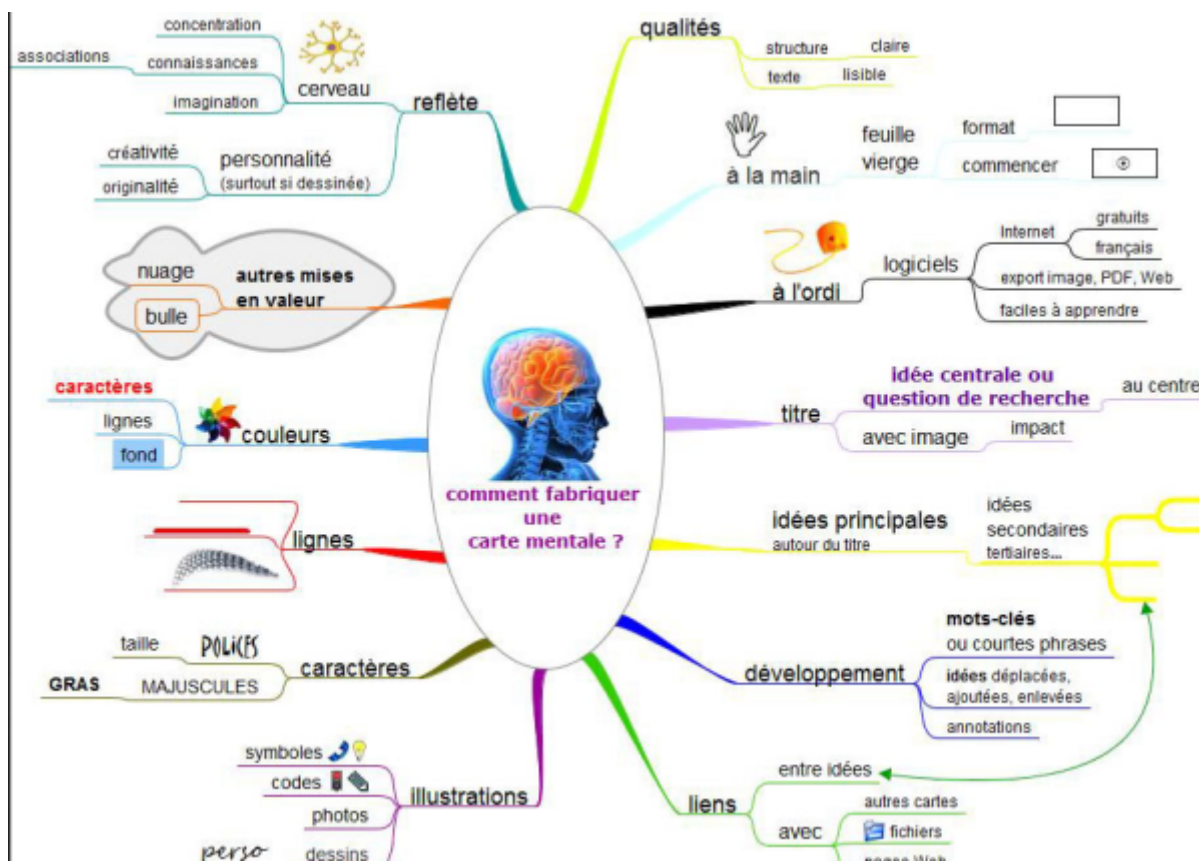 comment fabriquer
une
carte mentale ?
qualités
structure claire
texte lisible
à la main
feuille
vierge
format
commencer
à l'ordi
logiciels
Internet
gratuits
français
export image, PDF, Web
faciles à apprendre
titre
idée centrale ou
question de recherche
au centre
avec image
impact
idées principales
autour du titre
idées
secondaires
tertiaires...
développement
mots-clés
ou courtes phrases
idées déplacées,
ajoutées, enlevées
annotations
liens
entre idées
avec
autres cartes
fichiers
pages Web
illustrations
symboles
codes
photos
dessins
perso
caractères
POLICES
taille
MAJUSCULES
GRAS
lignes
couleurs
caractères
lignes
fond
autres mises
en valeur
nuage
bulle
reflète
cerveau
concentration
connaissances
associations
imagination
personnalité
(surtout si dessinée)
créativité
originalité